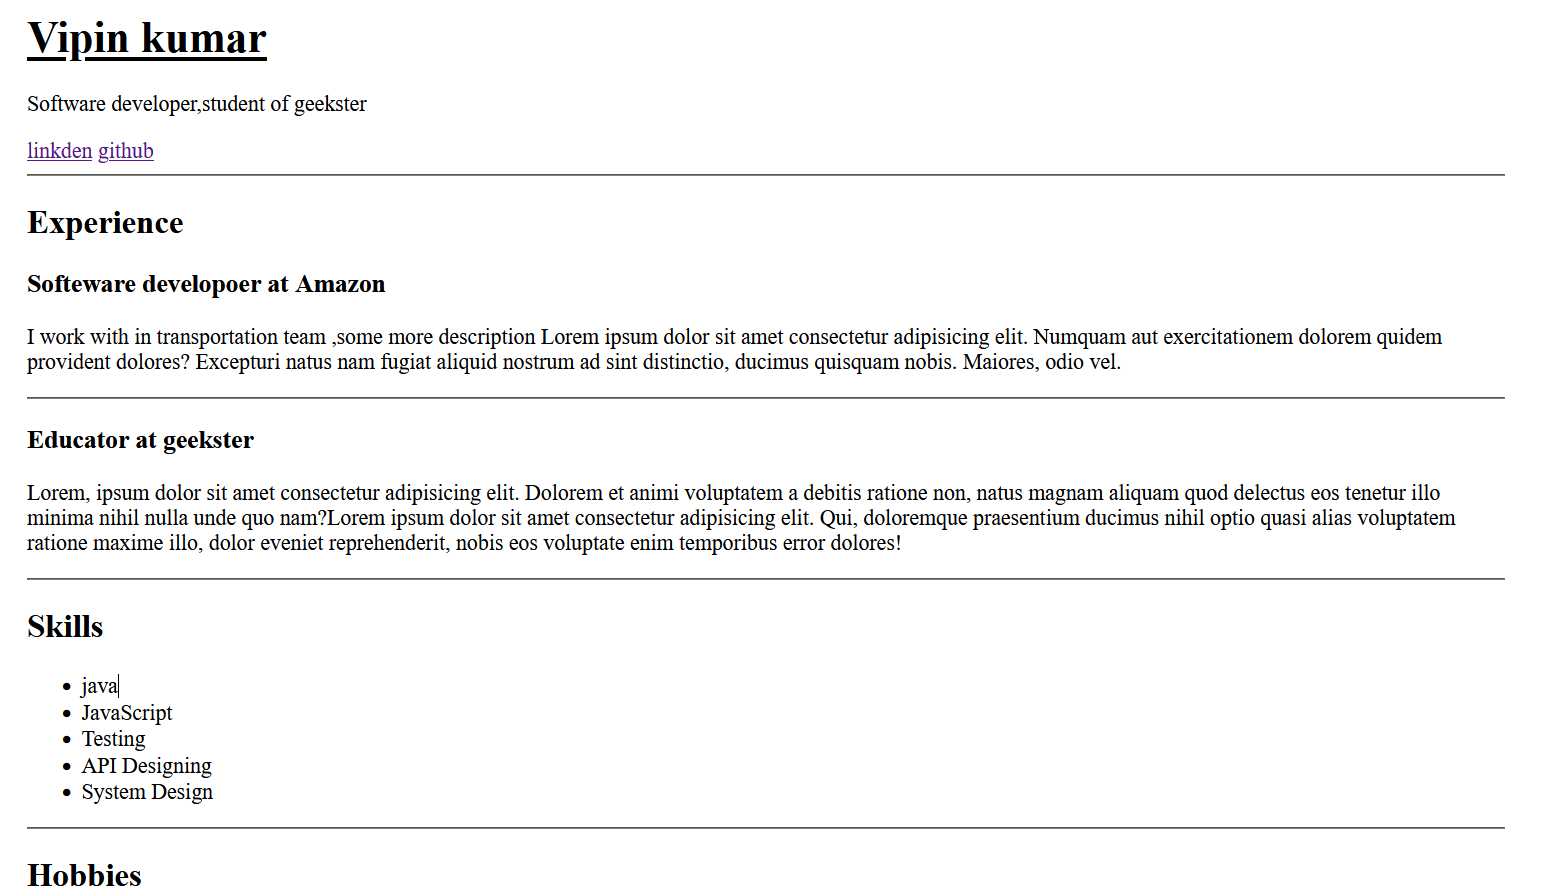 Vipin kumar
Software developer,student of geekster
linkden github
Experience
Softeware developoer at Amazon
I work with in transportation team ,some more description Lorem ipsum dolor sit amet consectetur adipisicing elit. Numquam aut exercitationem dolorem quidem
provident dolores? Excepturi natus nam fugiat aliquid nostrum ad sint distinctio, ducimus quisquam nobis. Maiores, odio vel.
Educator at geekster
Lorem, ipsum dolor sit amet consectetur adipisicing elit. Dolorem et animi voluptatem a debitis ratione non, natus magnam aliquam quod delectus eos tenetur illo
minima nihil nulla unde quo nam?Lorem ipsum dolor sit amet consectetur adipisicing elit. Qui, doloremque praesentium ducimus nihil optio quasi alias voluptatem
ratione maxime illo, dolor eveniet reprehenderit, nobis eos voluptate enim temporibus error dolores!
Skills
• java
• JavaScript
• Testing
• API Designing
• System Design
Hobbies